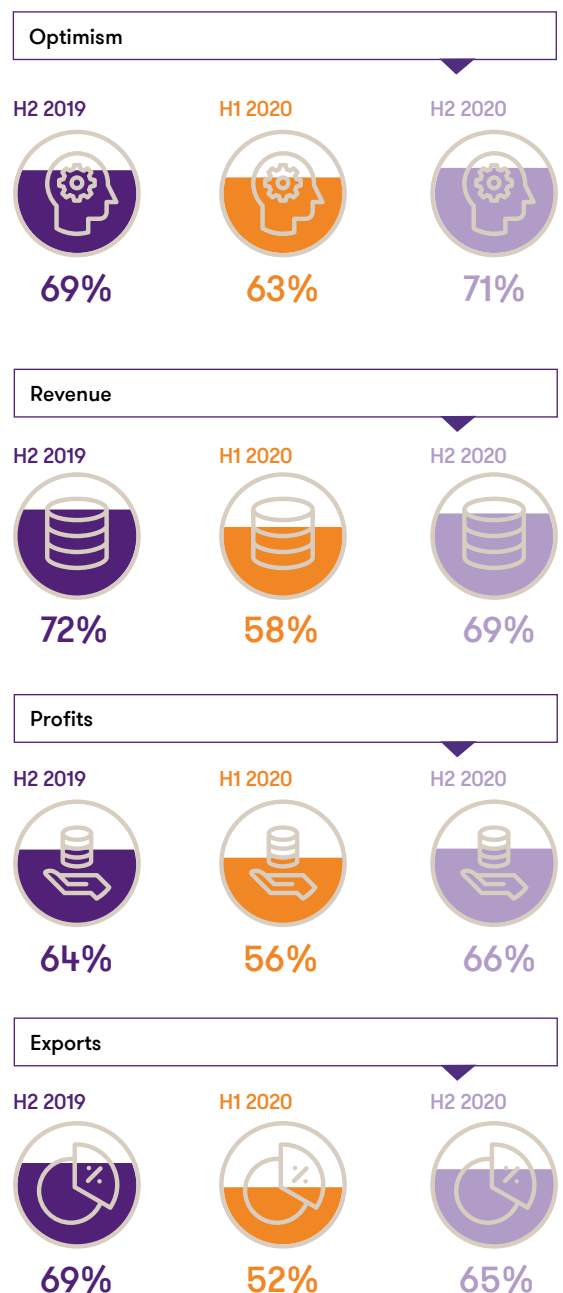 Optimism
H2 2019 H1 2020 H2 2020
69% 63% 71%
Revenue
H2 2019 H1 2020 H2 2020
72% 58% 69%
Profits
H2 2019 H1 2020 H2 2020
64% 56% 66%
Exports
H2 2019 H1 2020 H2 2020
% % %
69% 52% 65%